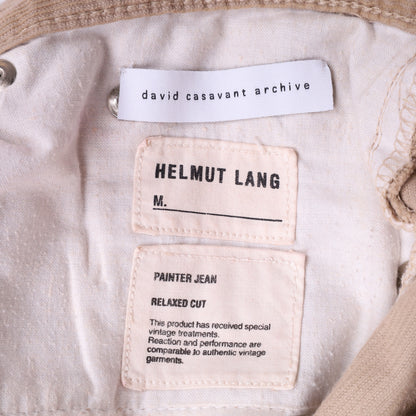 david casavant archive
HELMUT LANG
M.
PAINTER JEAN
RELAXED CUT
This product has received special
vintage treatments.
Reaction and performance are
comparable to authentic vintage
garments.